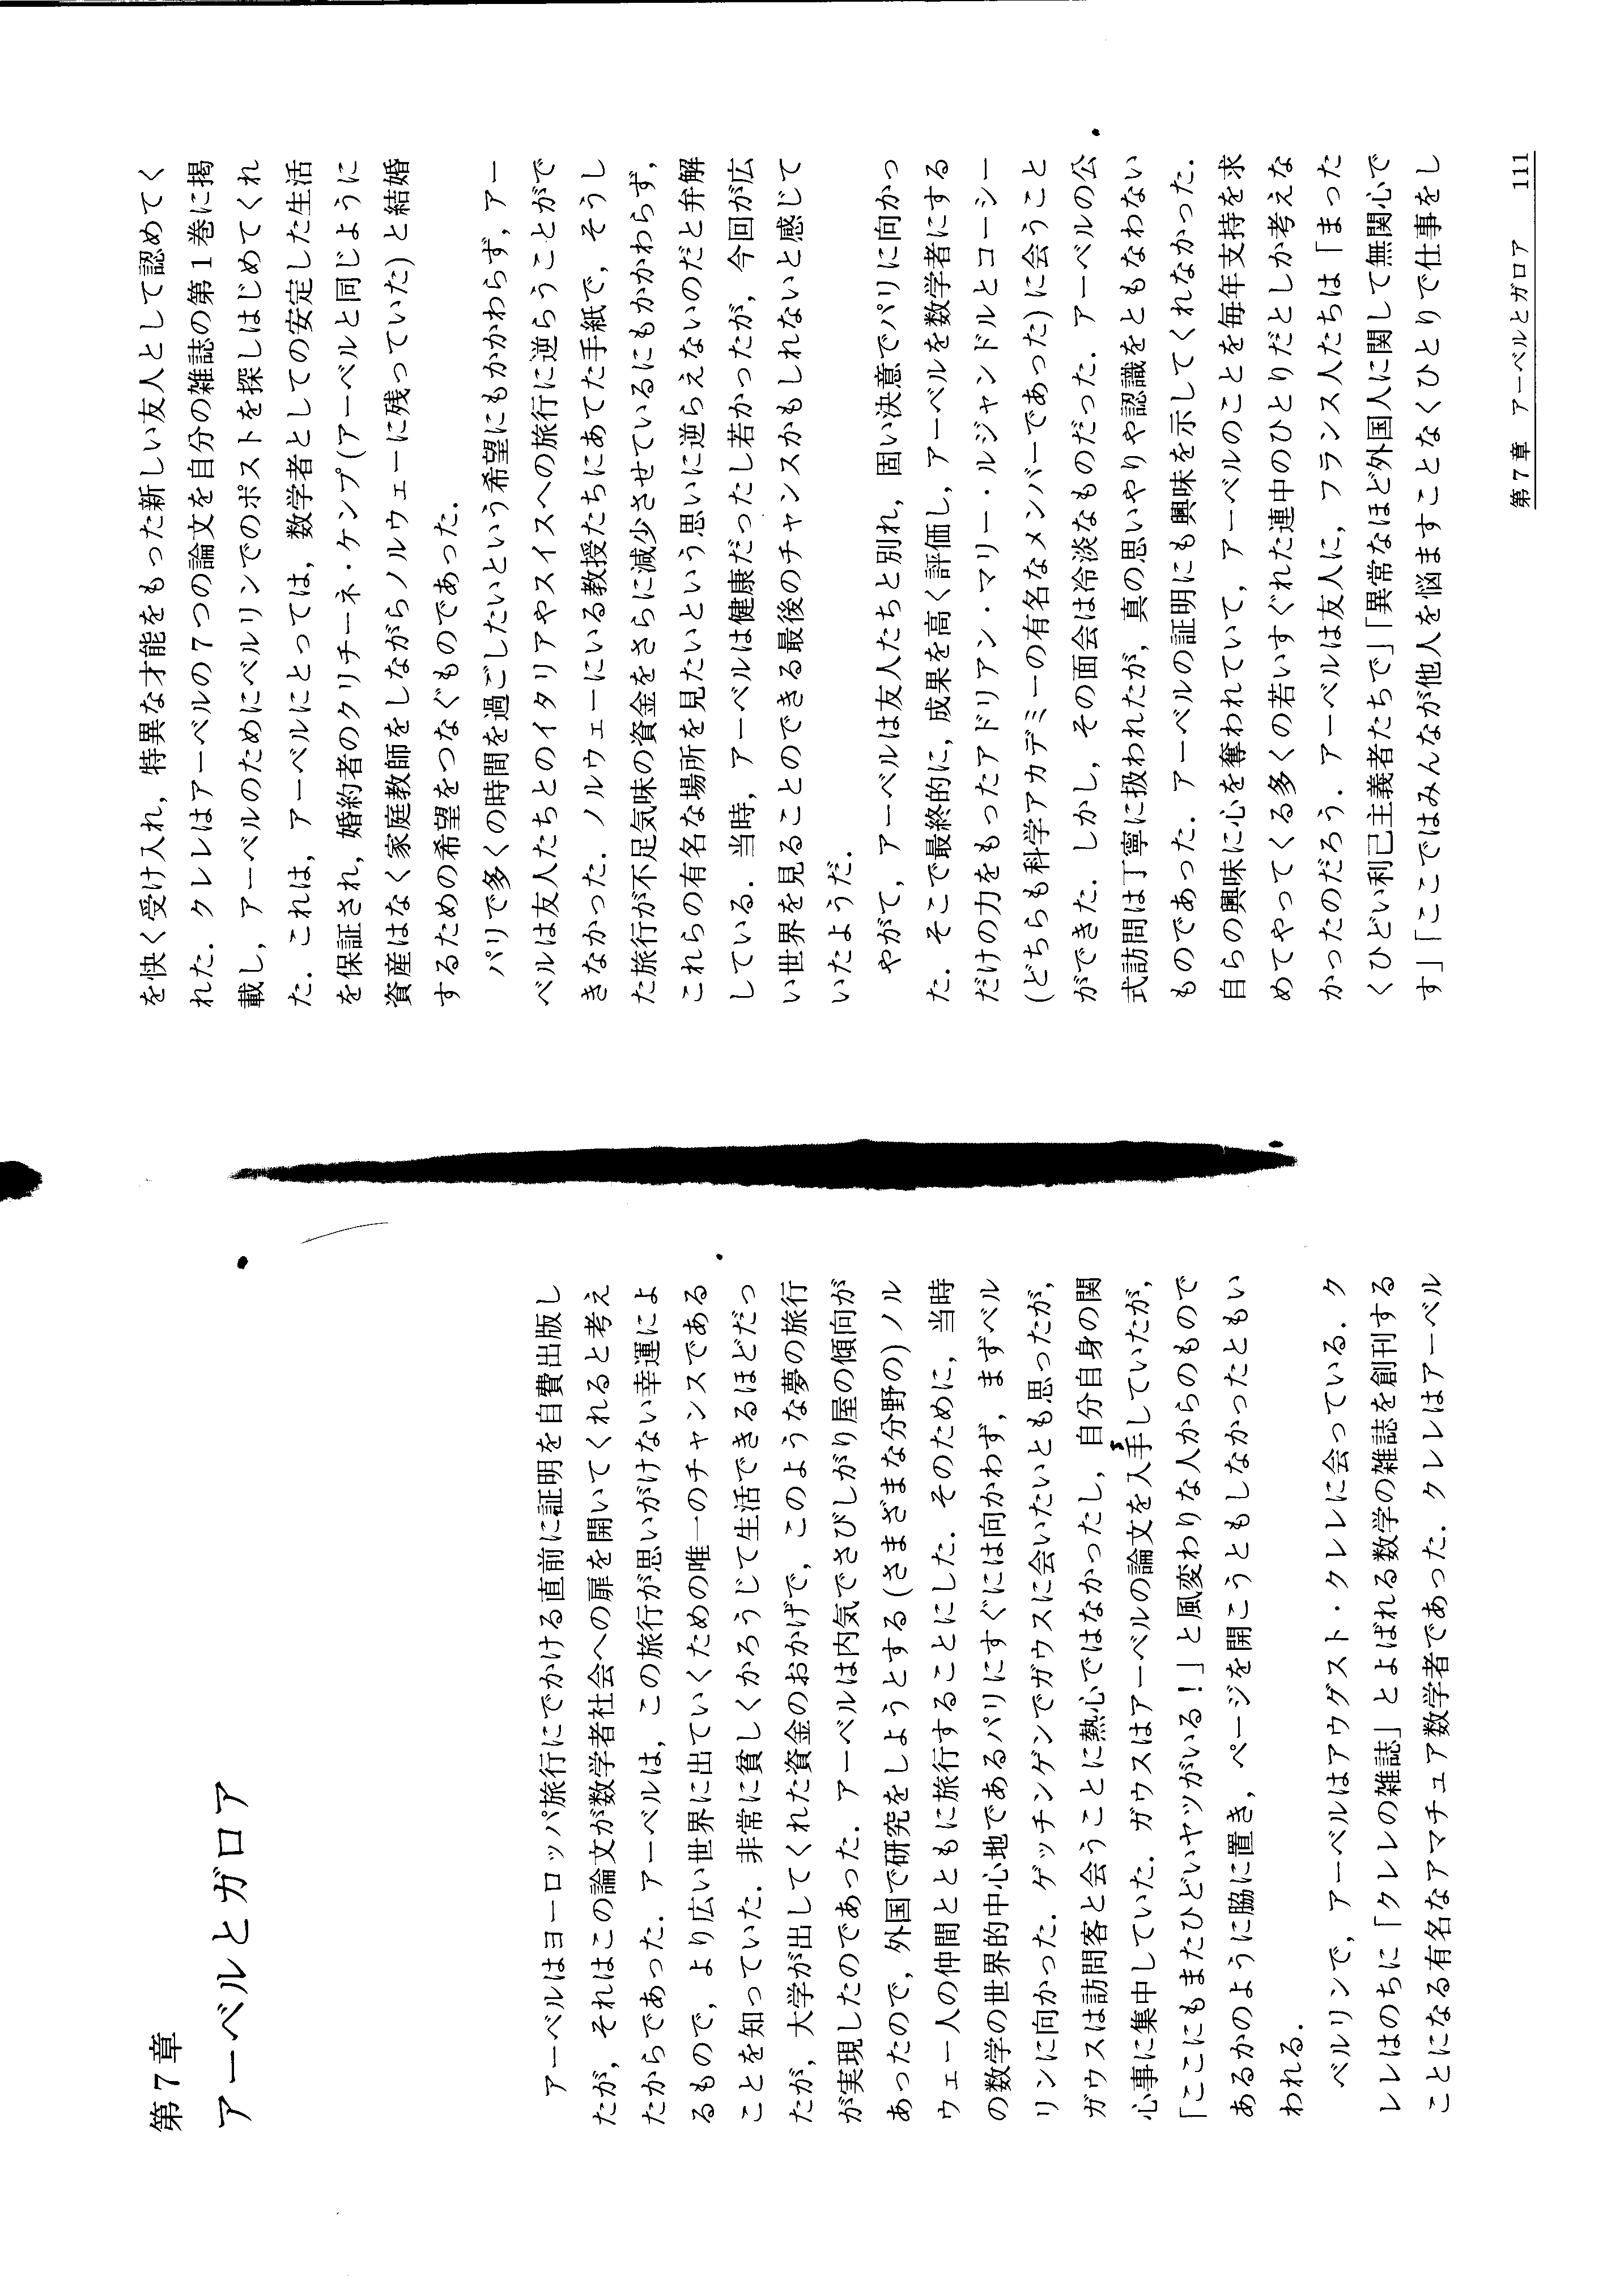 第7章
アーベルとガロア
アーベルはヨーロッパ旅行にでかける直前に証明を自費出版し
たが，それはこの論文が数学者社会への扉を開いてくれると考え
たからであった．アーベルは，この旅行が思いがけない幸運によ
るもので，より広い世界に出ていくための唯一のチャンスである
ことを知っていた．非常に貧しくかろうじて生活できるほどだっ
たが，大学が出してくれた資金のおかげで，このような夢の旅行
が実現したのであった．アーベルは内気でさびしがり屋の傾向が
あったので，外国で研究をしようとする(さまざまな分野の)ノル
ウェー人の仲間とともに旅行することにした．そのために，当時
の数学の世界的中心地であるパリにすぐには向かわず，まずベル
リンに向かった．ゲッチンゲンでガウスに会いたいとも思ったが，
ガウスは訪問客と会うことに熱心ではなかったし，自分自身の関
心事に集中していた．ガウスはアーベルの論文を入手していたが，
「ここにもまたひどいヤツがいる！」と風変わりな人からのもので
あるかのように脇に置き，ページを開こうともしなかったともい
われる．
ベルリンで，アーベルはアウグスト・クレレに会っている．ク
レレはのちに「クレレの雑誌」とよばれる数学の雑誌を創刊する
ことになる有名なアマチュア数学者であった．クレレはアーベル
を快く受け入れ，特異な才能をもった新しい友人として認めてく
れた．クレレはアーベルの7つの論文を自分の雑誌の第1巻に掲
載し，アーベルのためにベルリンでのポストを探しはじめてくれ
た．これは，アーベルにとっては，数学者としての安定した生活
を保証され，婚約者のクリチーネ・ケンプ(アーベルと同じように
資産はなく家庭教師をしながらノルウェーに残っていた)と結婚
するための希望をつなぐものであった．
パリで多くの時間を過ごしたいという希望にもかかわらず，アー
ベルは友人たちとのイタリアやスイスへの旅行に逆らうことがで
きなかった．ノルウェーにいる教授たちにあてた手紙で，そうし
た旅行が不足気味の資金をさらに減少させているにもかかわらず，
これらの有名な場所を見たいという思いに逆らえないのだと弁解
している．当時，アーベルは健康だったし若かったが，今回が広
い世界を見ることのできる最後のチャンスかもしれないと感じて
いたようだ．
やがて，アーベルは友人たちと別れ，固い決意でパリに向かっ
た．そこで最終的に，成果を高く評価し，アーベルを数学者にする
だけの力をもったアドリアン・マリー・ルジャンドルとコーシー
(どちらも科学アカデミーの有名なメンバーであった)に会うこと
ができた．しかし，その面会は冷淡なものだった．アーベルの公
式訪問は丁寧に扱われたが，真の思いやりや認識をともなわない
ものであった．アーベルの証明にも興味を示してくれなかった．
自らの興味に心を奪われていて，アーベルのことを毎年支持を求
めてやってくる多くの若いすぐれた連中のひとりだとしか考えな
かったのだろう．アーベルは友人に，フランス人たちは「まった
くひどい利己主義者たちで」「異常なほど外国人に関して無関心で
す」「ここではみんなが他人を悩ますことなくひとりで仕事をし
第7章 アーベルとガロア 111